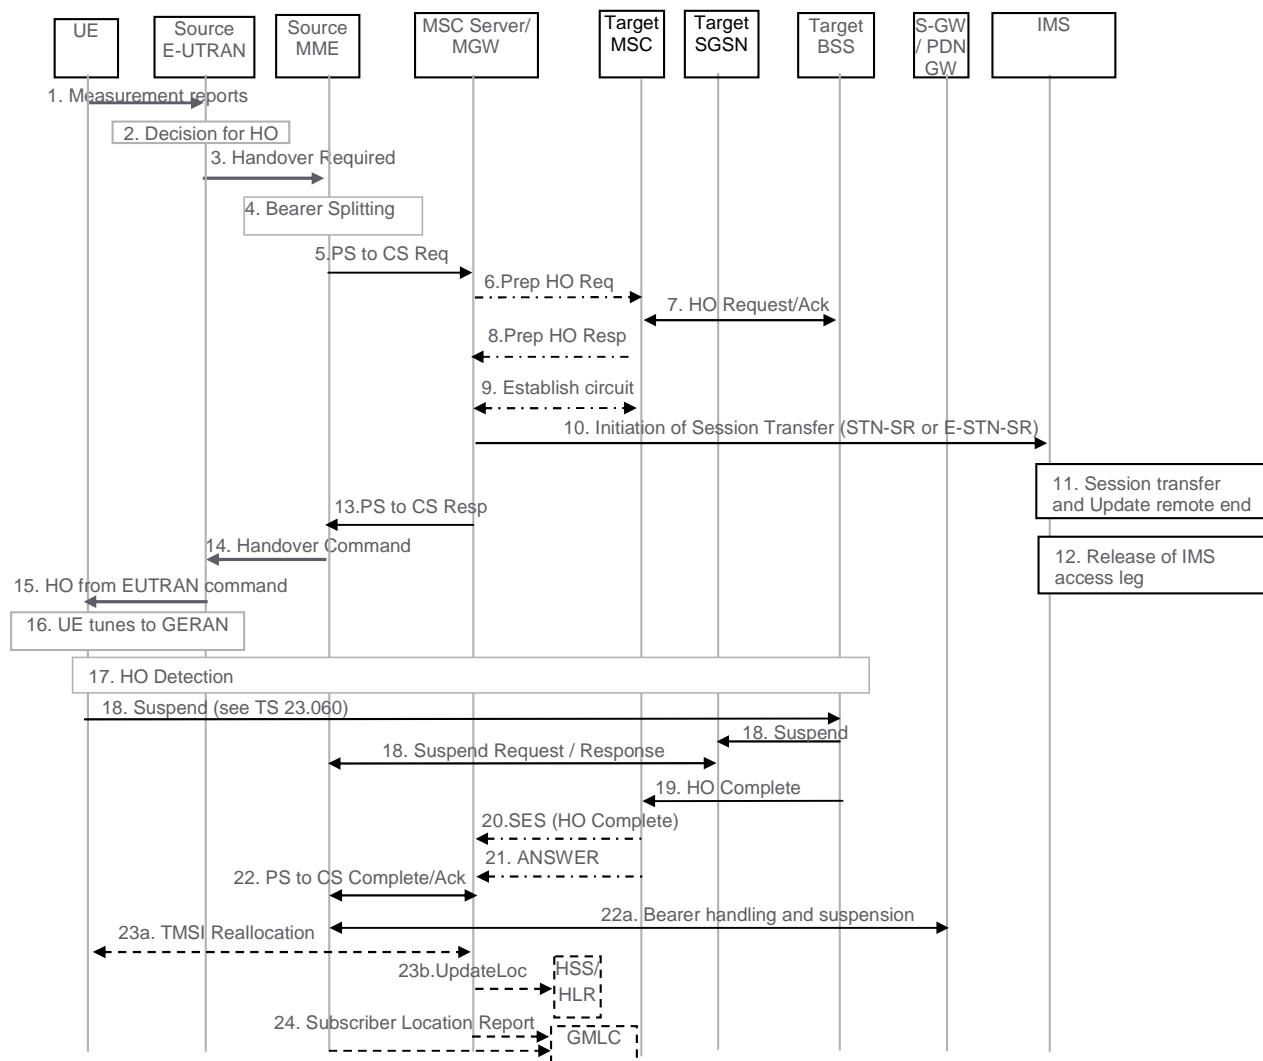 UE
Source
E-UTRAN
Source
MME
MSC Server/
MGW
Target
MSC
Target
SGSN
Target
BSS
S-GW
/ PDN
GW
IMS
1. Measurement reports
2. Decision for HO
3. Handover Required
4. Bearer Splitting
5.PS to CS Req
6.Prep HO Req
7. HO Request/Ack
8.Prep HO Resp
9. Establish circuit
10. Initiation of Session Transfer (STN-SR or E-STN-SR)
11. Session transfer
and Update remote end
13.PS to CS Resp
14. Handover Command
12. Release of IMS
access leg
15. HO from EUTRAN command
16. UE tunes to GERAN
17. HO Detection
18. Suspend (see TS 23.060)
18. Suspend
18. Suspend Request / Response
19. HO Complete
20.SES (HO Complete)
21. ANSWER
22. PS to CS Complete/Ack
22a. Bearer handling and suspension
23a. TMSI Reallocation
23b.UpdateLoc
HSS/
HLR
24. Subscriber Location Report
GMLC